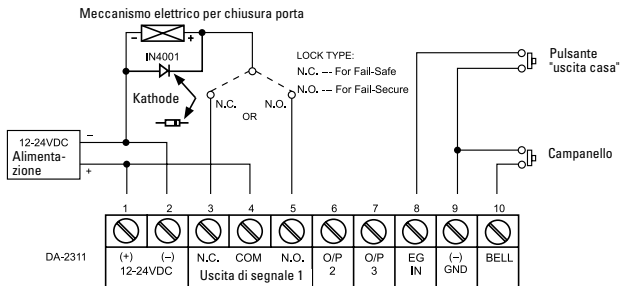 Meccanismo elettrico per chiusura porta
–
+
IN4001
Kathode
LOCK TYPE:
N.C. --- For Fail-Safe
N.O. --- For Fail-Secure
N.C.
N.O.
OR
Pulsante
"uscita casa"
Campanello
12-24VDC
Alimenta-
zione
–
+
1 2 3 4 5 6 7 8 9 10
DA-2311
(+) (–) N.C. COM N.O. O/P O/P EG (–) BELL
12-24VDC Uscita di segnale 1 2 3 IN GND